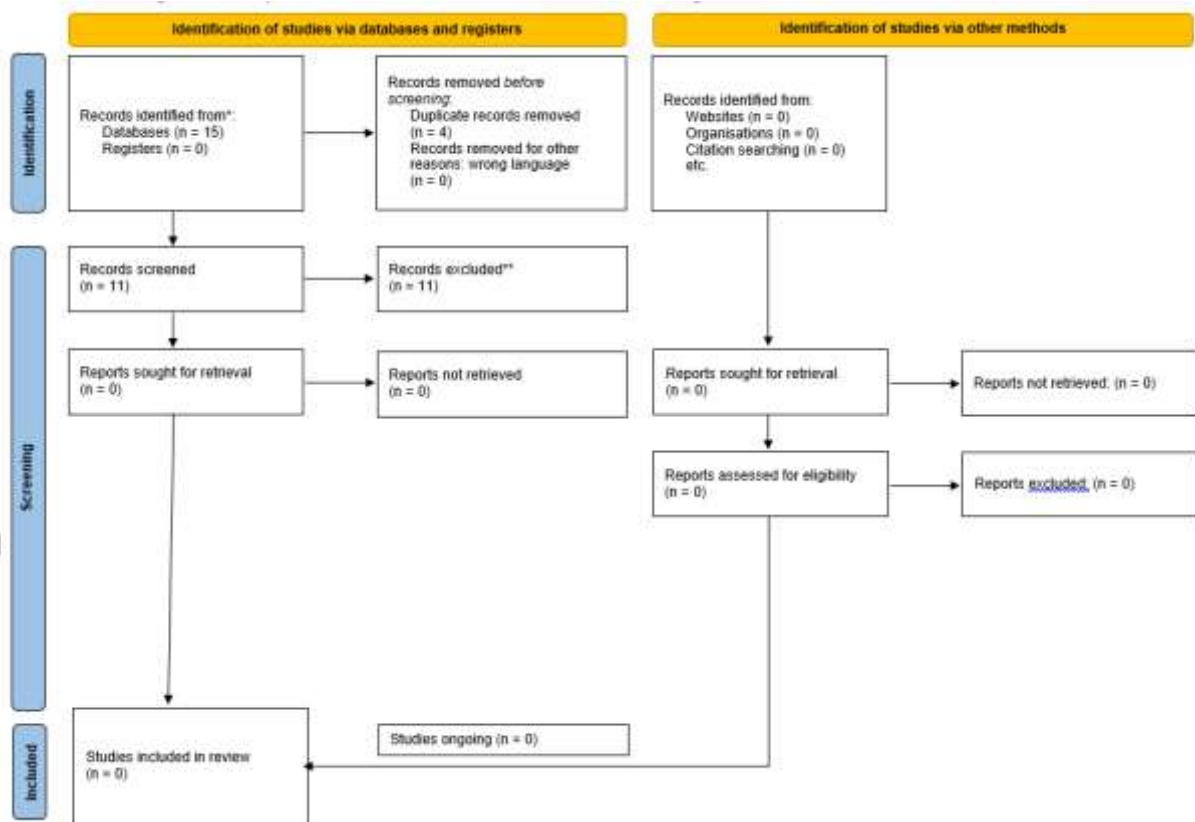 Identification of studies via databases and registers
Identification of studies via other methods
Identification
Records identified from*:
Databases (n = 15)
Registers (n = 0)
Records removed before
screening:
Duplicate records removed
(n = 4)
Records removed for other
reasons: wrong language
(n = 0)
Records identified from:
Websites (n = 0)
Organisations (n = 0)
Citation searching (n = 0)
etc.
Screening
Records screened
(n = 11)
Records excluded**
(n = 11)
Reports sought for retrieval
(n = 0)
Reports not retrieved
(n = 0)
Reports sought for retrieval
(n = 0)
Reports not retrieved: (n = 0)
Reports assessed for eligibility
(n = 0)
Reports excluded: (n = 0)
Included
Studies included in review
(n = 0)
Studies ongoing (n = 0)